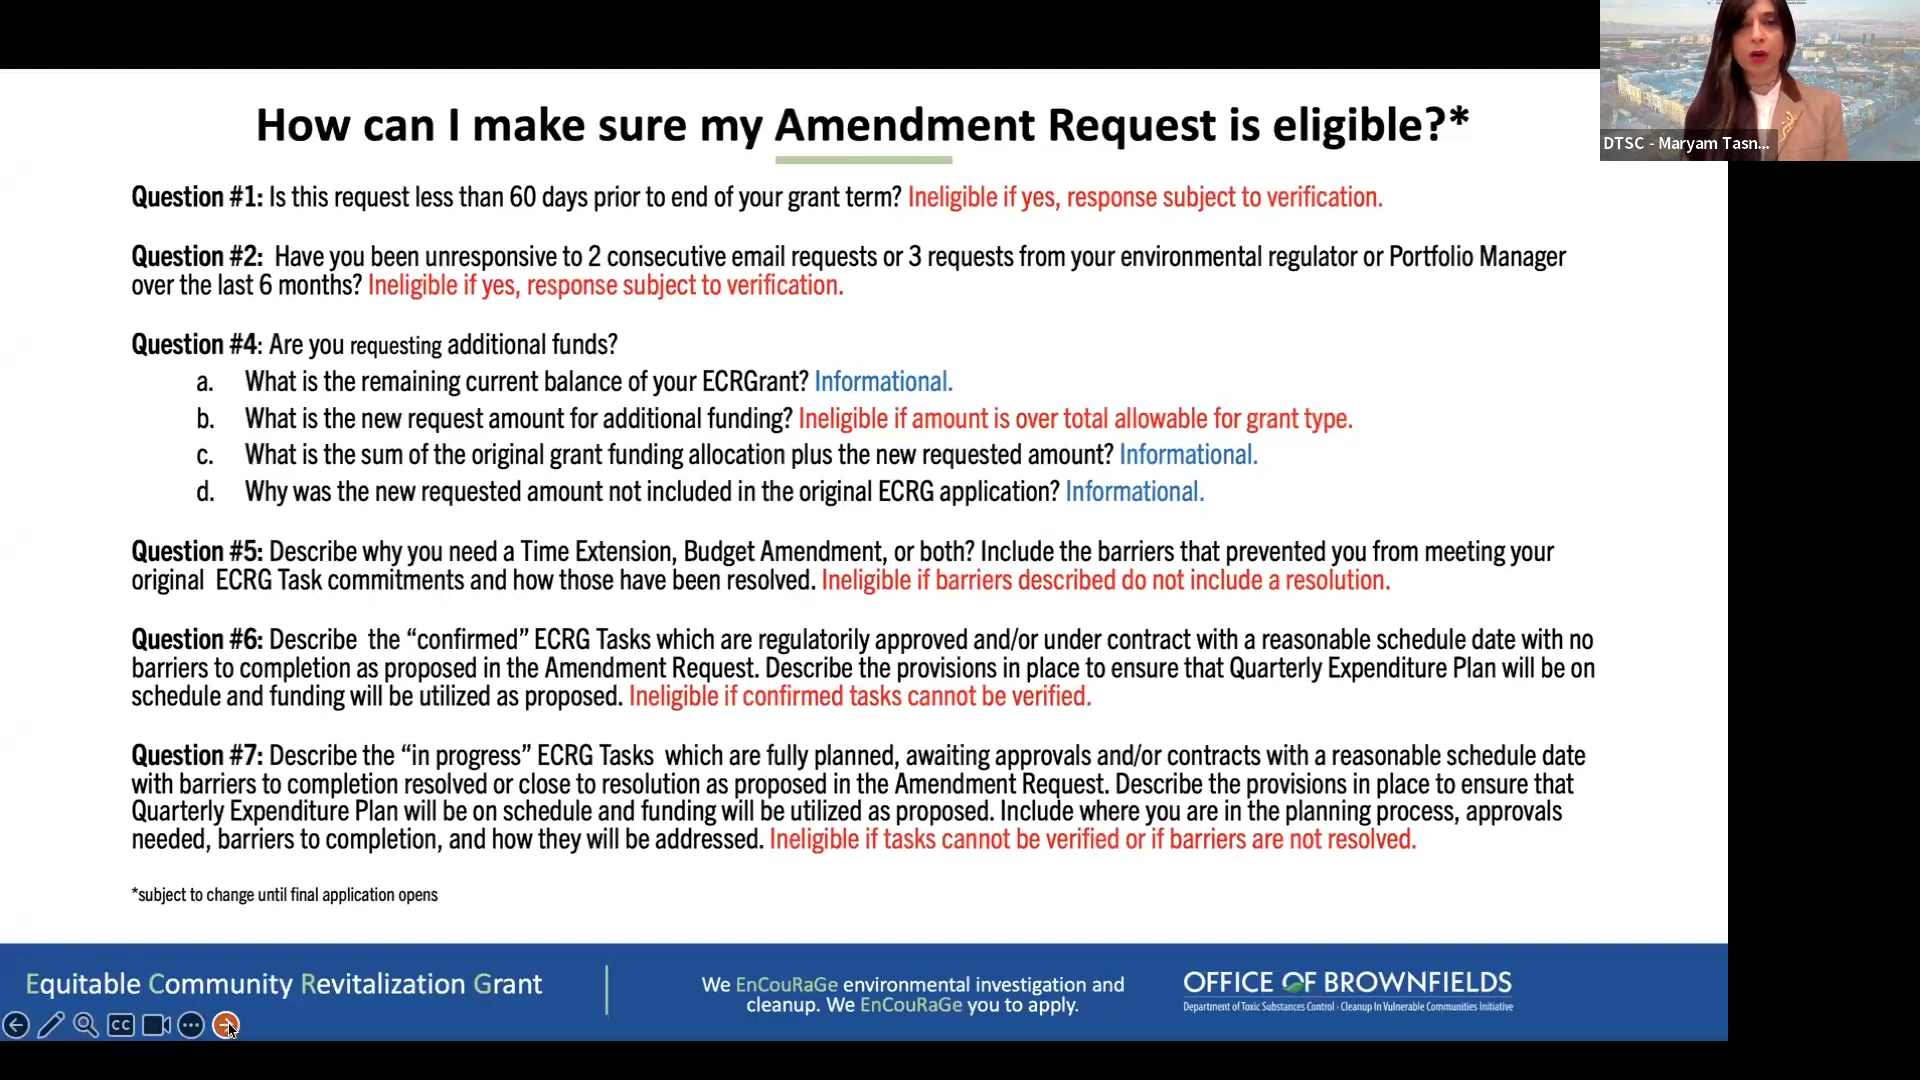 How can I make sure my Amendment Request is eligible?*
DTSC - Maryam Tasn...
Question #1: Is this request less than 60 days prior to end of your grant term? Ineligible if yes, response subject to verification.
Question #2: Have you been unresponsive to 2 consecutive email requests or 3 requests from your environmental regulator or Portfolio Manager
over the last 6 months? Ineligible if yes, response subject to verification.
Question #4: Are you requesting additional funds?
a. What is the remaining current balance of your ECRGrant? Informational.
b. What is the new request amount for additional funding? Ineligible if amount is over total allowable for grant type.
c. What is the sum of the original grant funding allocation plus the new requested amount? Informational.
d. Why was the new requested amount not included in the original ECRG application? Informational.
Question #5: Describe why you need a Time Extension, Budget Amendment, or both? Include the barriers that prevented you from meeting your
original ECRG Task commitments and how those have been resolved. Ineligible if barriers described do not include a resolution.
Question #6: Describe the “confirmed” ECRG Tasks which are regulatorily approved and/or under contract with a reasonable schedule date with no
barriers to completion as proposed in the Amendment Request. Describe the provisions in place to ensure that Quarterly Expenditure Plan will be on
schedule and funding will be utilized as proposed. Ineligible if confirmed tasks cannot be verified.
Question #7: Describe the “in progress” ECRG Tasks which are fully planned, awaiting approvals and/or contracts with a reasonable schedule date
with barriers to completion resolved or close to resolution as proposed in the Amendment Request. Describe the provisions in place to ensure that
Quarterly Expenditure Plan will be on schedule and funding will be utilized as proposed. Include where you are in the planning process, approvals
needed, barriers to completion, and how they will be addressed. Ineligible if tasks cannot be verified or if barriers are not resolved.
*subject to change until final application opens
Equitable Community Revitalization Grant
We EnCouRaGe environmental investigation and
cleanup. We EnCouRaGe you to apply.
OFFICE OF BROWNFIELDS
Department of Toxic Substances Control - Cleanup In Vulnerable Communities Initiative
CC